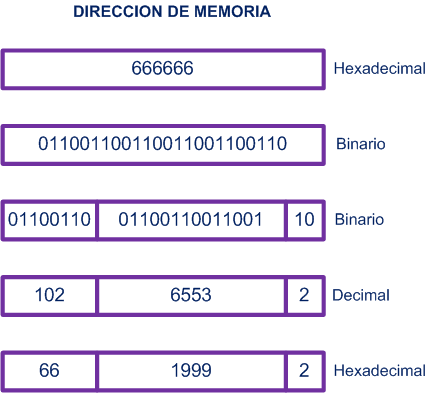 DIRECCION DE MEMORIA
666666 Hexadecimal
011001100110011001100110 Binario
01100110 01100110011001 10 Binario
102 6553 2 Decimal
66 1999 2 Hexadecimal